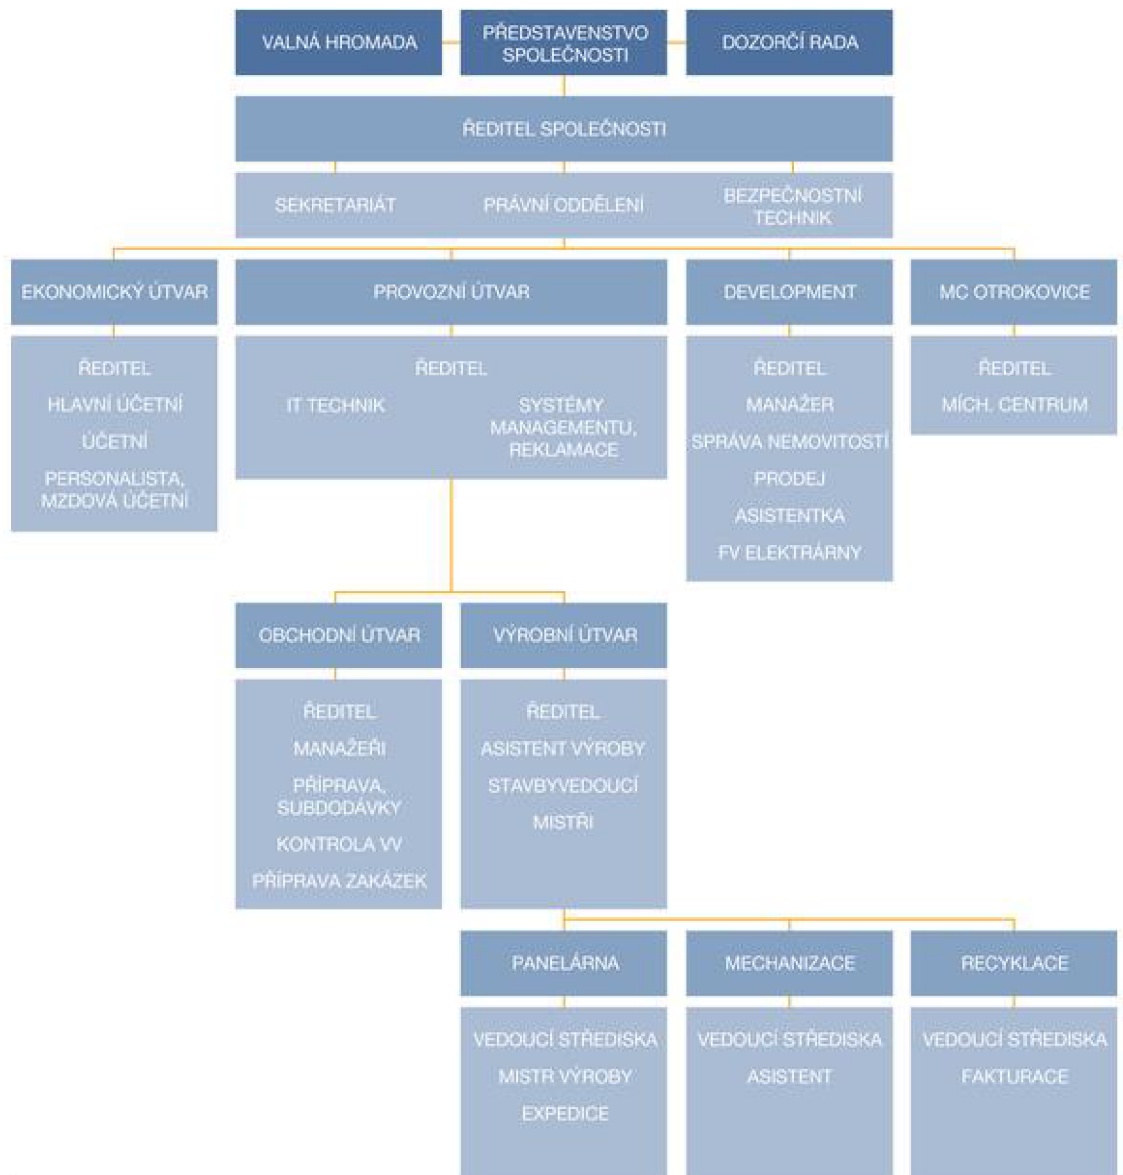 VALNÁ HROMADA
PŘEDSTAVENSTVO
SPOLEČNOSTI
DOZORČÍ RADA
ŘEDITEL SPOLEČNOSTI
SEKRETARIÁT
PRÁVNÍ ODDĚLENÍ
BEZPEČNOSTNÍ
TECHNIK
EKONOMICKÝ ÚTVAR
ŘEDITEL
HLAVNÍ ÚČETNÍ
ÚČETNÍ
PERSONALISTA,
MZDOVÁ ÚČETNÍ
PROVOZNÍ ÚTVAR
ŘEDITEL
IT TECHNIK
SYSTÉMY
MANAGEMENTU,
REKLAMACE
DEVELOPMENT
ŘEDITEL
MANAŽER
SPRÁVA NEMOVITOSTÍ
PRODEJ
ASISTENTKA
FV ELEKTRÁRNY
MC OTROKOVICE
ŘEDITEL
MÍCH. CENTRUM
OBCHODNÍ ÚTVAR
ŘEDITEL
MANAŽEŘI
PŘÍPRAVA,
SUBDODÁVKY
KONTROLA VV
PŘÍPRAVA ZAKÁZEK
VÝROBNÍ ÚTVAR
ŘEDITEL
ASISTENT VÝROBY
STAVBYVEDOUCÍ
MISTŘI
PANELÁRNA
VEDOUCÍ STŘEDISKA
MISTR VÝROBY
EXPEDICE
MECHANIZACE
VEDOUCÍ STŘEDISKA
ASISTENT
RECYKLACE
VEDOUCÍ STŘEDISKA
FAKTURACE